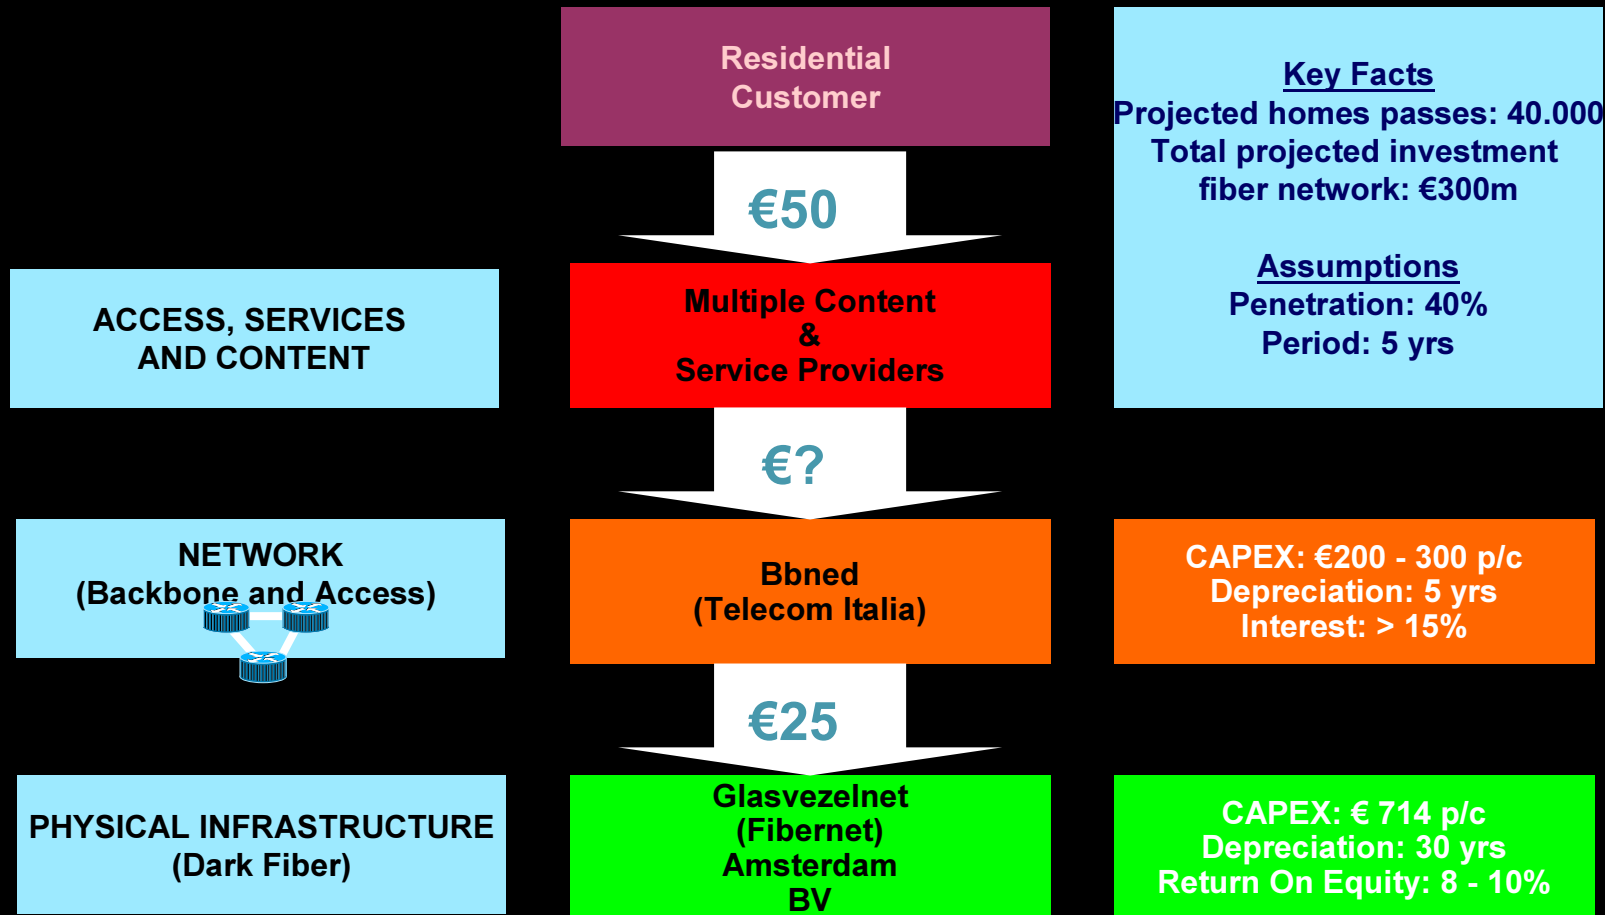 Residential
Customer
Key Facts
Projected homes passes: 40.000
Total projected investment
fiber network: €300m
Assumptions
Penetration: 40%
Period: 5 yrs
€50
ACCESS, SERVICES
AND CONTENT
Multiple Content
&
Service Providers
€?
NETWORK
(Backbone and Access)
Bbned
(Telecom Italia)
CAPEX: €200 - 300 p/c
Depreciation: 5 yrs
Interest: > 15%
€25
PHYSICAL INFRASTRUCTURE
(Dark Fiber)
Glasvezelnet
(Fibernet)
Amsterdam
BV
CAPEX: € 714 p/c
Depreciation: 30 yrs
Return On Equity: 8 - 10%